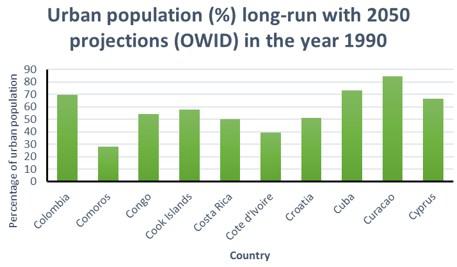 Urban population (%) long-run with 2050
projections (OWID) in the year 1990
Percentage of urban population
90
80
70
60
50
40
30
20
10
0
Colombia
Comoros
Congo
Cook Islands
Costa Rica
Cote d'Ivoire
Croatia
Cuba
Curacao
Cyprus
Country